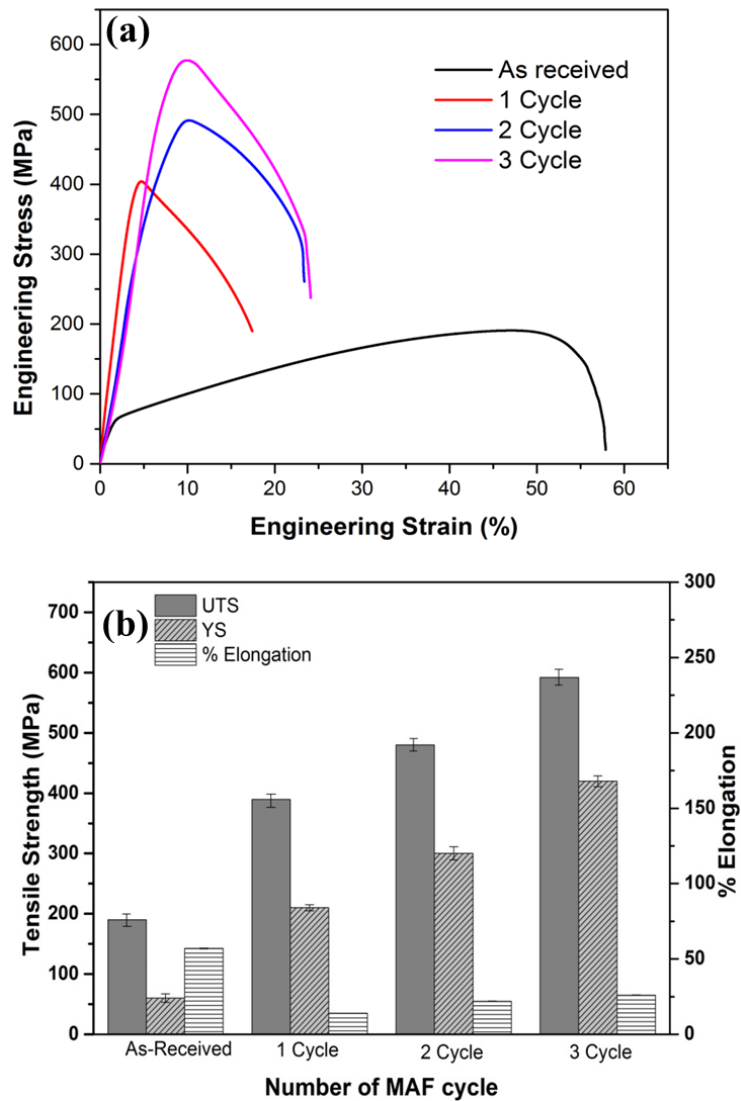 (a)
600
500
400
300
200
100
0
Engineering Stress (MPa)
As received
1 Cycle
2 Cycle
3 Cycle
0 10 20 30 40 50 60
Engineering Strain (%)
(b)
700
600
500
400
300
200
100
0
Tensile Strength (MPa)
UTS
YS
% Elongation
300
250
200
150
100
50
0
% Elongation
As-Received 1 Cycle 2 Cycle 3 Cycle
Number of MAF cycle